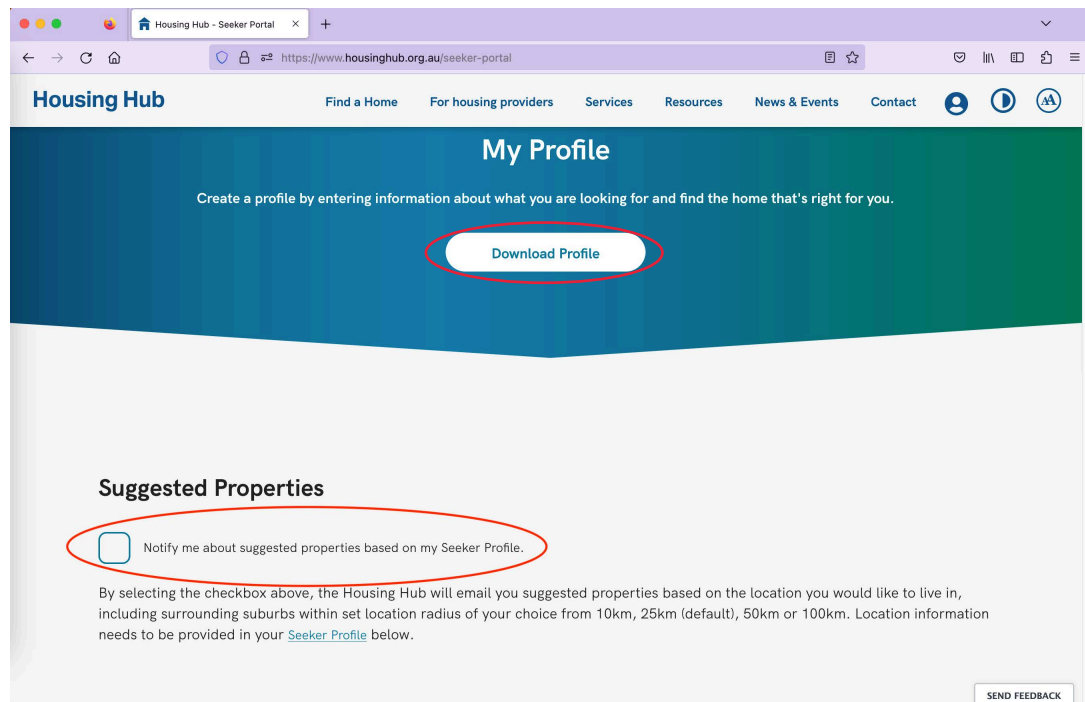 Housing Hub - Seeker Portal
https://www.housinghub.org.au/seeker-portal
Housing Hub
Find a Home
For housing providers
Services
Resources
News & Events
Contact
AA
My Profile
Create a profile by entering information about what you are looking for and find the home that's right for you.
Download Profile
Suggested Properties
Notify me about suggested properties based on my Seeker Profile.
By selecting the checkbox above, the Housing Hub will email you suggested properties based on the location you would like to live in,
including surrounding suburbs within set location radius of your choice from 10km, 25km (default), 50km or 100km. Location information
needs to be provided in your Seeker Profile below.
SEND FEEDBACK